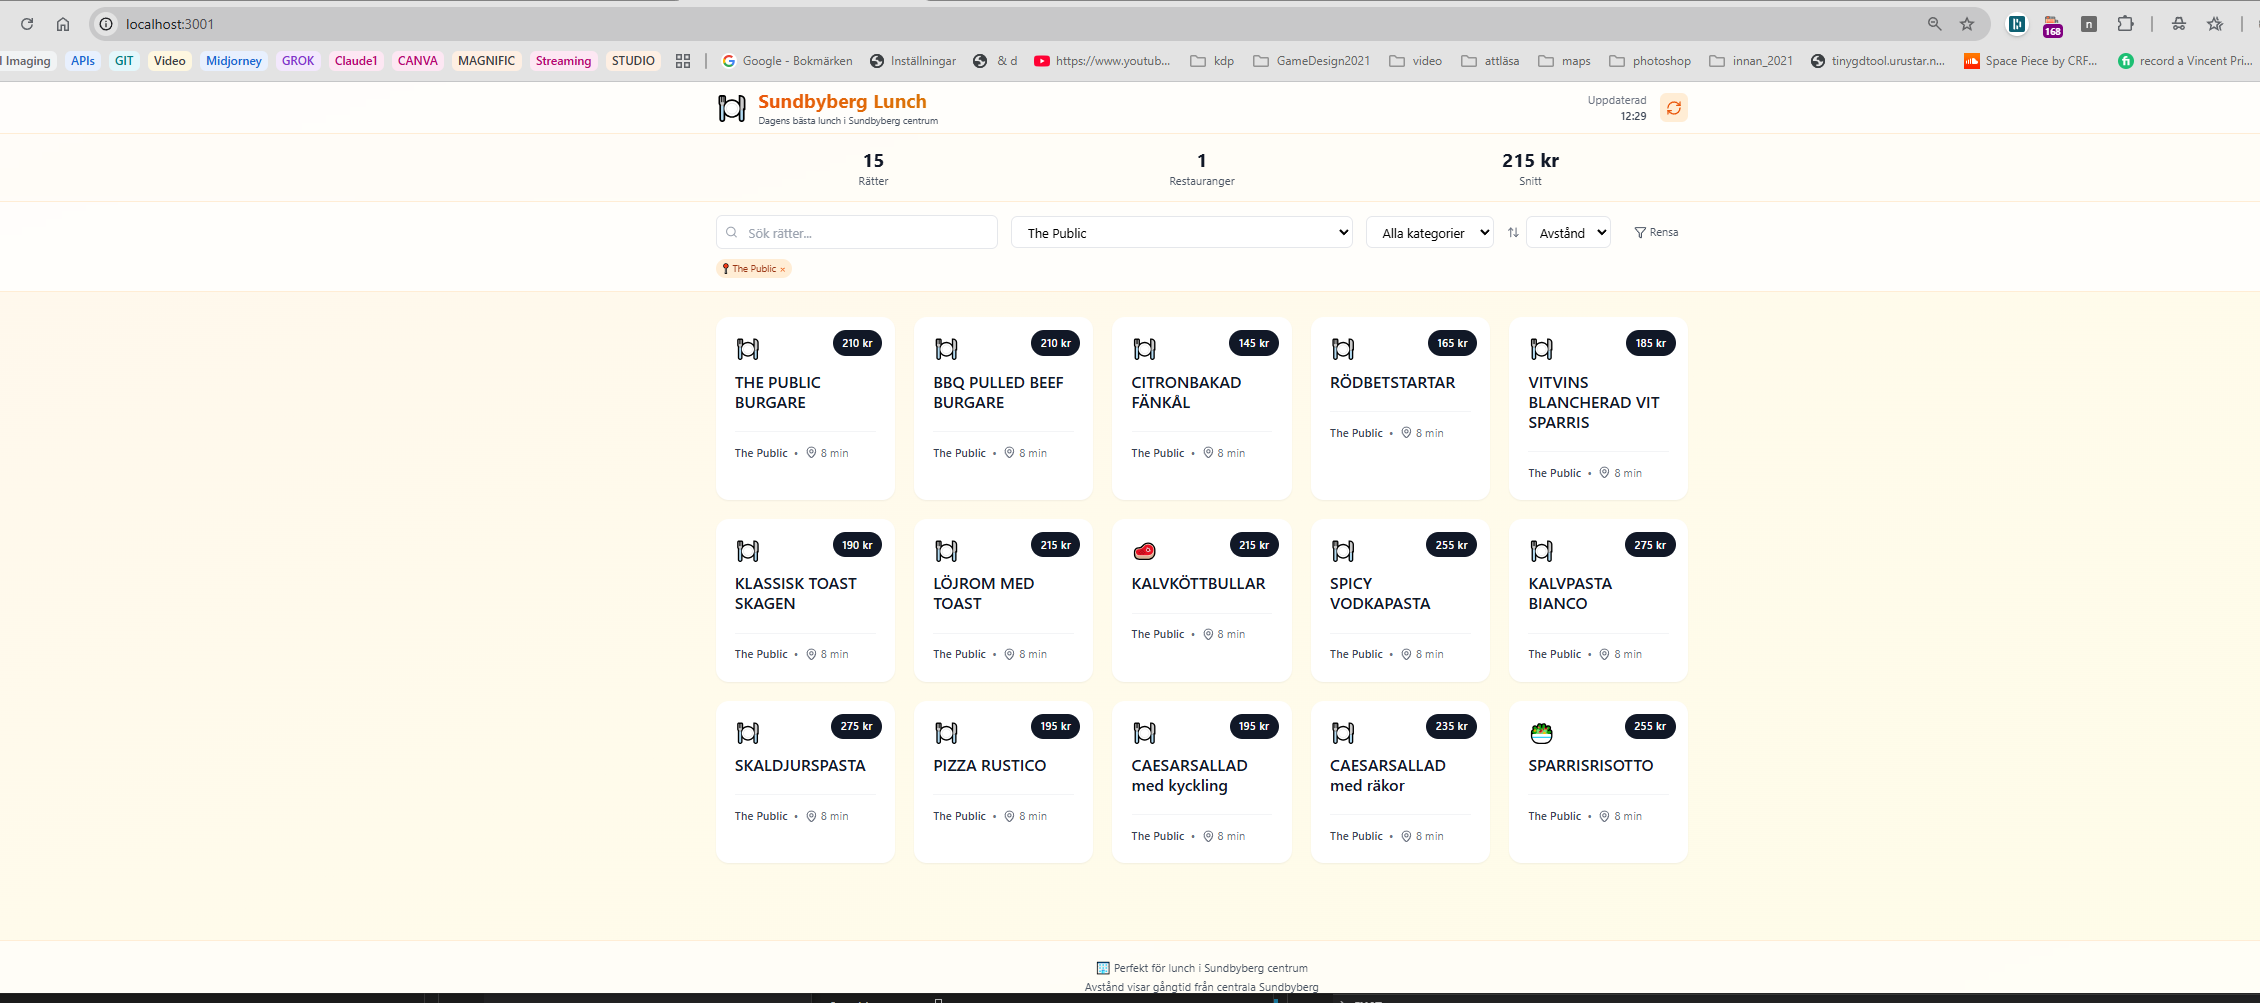 localhost:3001
168
n
l Imaging
APIs
GIT
Video
Midjorney
GROK
Claude1
CANVA
MAGNIFIC
Streaming
STUDIO
Google - Bokmärken
Inställningar
& d
https://www.youtub...
kdp
GameDesign2021
video
attläsa
maps
photoshop
innan_2021
tinygdtool.urustar.n...
Space Piece by CRF...
record a Vincent Pri...
Sundbyberg Lunch
Dagens bästa lunch i Sundbyberg centrum
Uppdaterad
12:29
15
Rätter
1
Restauranger
215 kr
Snitt
Sök rätter...
The Public
Alla kategorier
Avstånd
Rensa
The Public ×
210 kr
THE PUBLIC
BURGARE
The Public • 8 min
210 kr
BBQ PULLED BEEF
BURGARE
The Public • 8 min
145 kr
CITRONBAKAD
FÄNKÅL
The Public • 8 min
165 kr
RÖDBETSTARTAR
The Public • 8 min
185 kr
VITVINS
BLANCHERAD VIT
SPARRIS
The Public • 8 min
190 kr
KLASSISK TOAST
SKAGEN
The Public • 8 min
215 kr
LÖJROM MED
TOAST
The Public • 8 min
215 kr
KALVKÖTTBULLAR
The Public • 8 min
255 kr
SPICY
VODKAPASTA
The Public • 8 min
275 kr
KALVPASTA
BIANCO
The Public • 8 min
275 kr
SKALDJURSPASTA
The Public • 8 min
195 kr
PIZZA RUSTICO
The Public • 8 min
195 kr
CAESARSALLAD
med kyckling
The Public • 8 min
235 kr
CAESARSALLAD
med räkor
The Public • 8 min
255 kr
SPARRISRISOTTO
The Public • 8 min
Perfekt för lunch i Sundbyberg centrum
Avstånd visar gångtid från centrala Sundbyberg